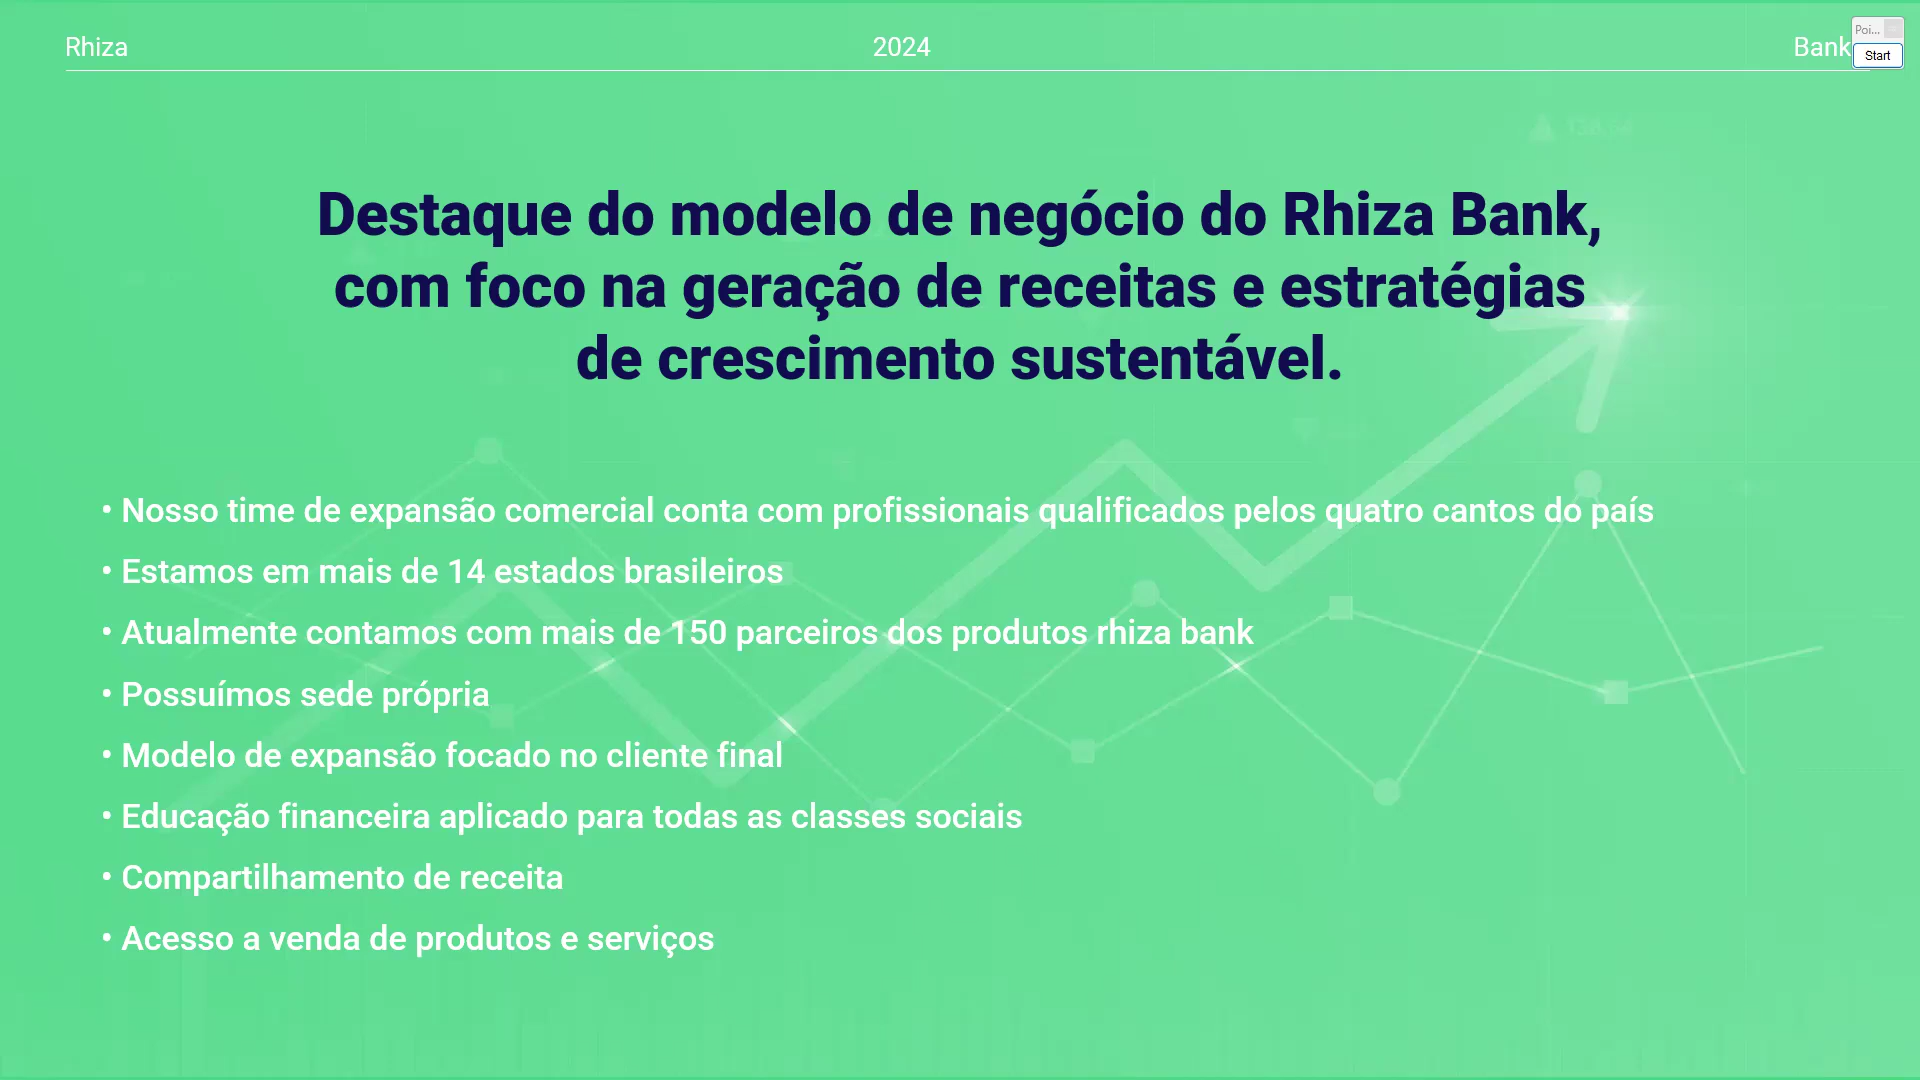 Rhiza 2024 Bank
Poi...
Start
Destaque do modelo de negócio do Rhiza Bank,
com foco na geração de receitas e estratégias
de crescimento sustentável.
• Nosso time de expansão comercial conta com profissionais qualificados pelos quatro cantos do país
• Estamos em mais de 14 estados brasileiros
• Atualmente contamos com mais de 150 parceiros dos produtos rhiza bank
• Possuímos sede própria
• Modelo de expansão focado no cliente final
• Educação financeira aplicado para todas as classes sociais
• Compartilhamento de receita
• Acesso a venda de produtos e serviços